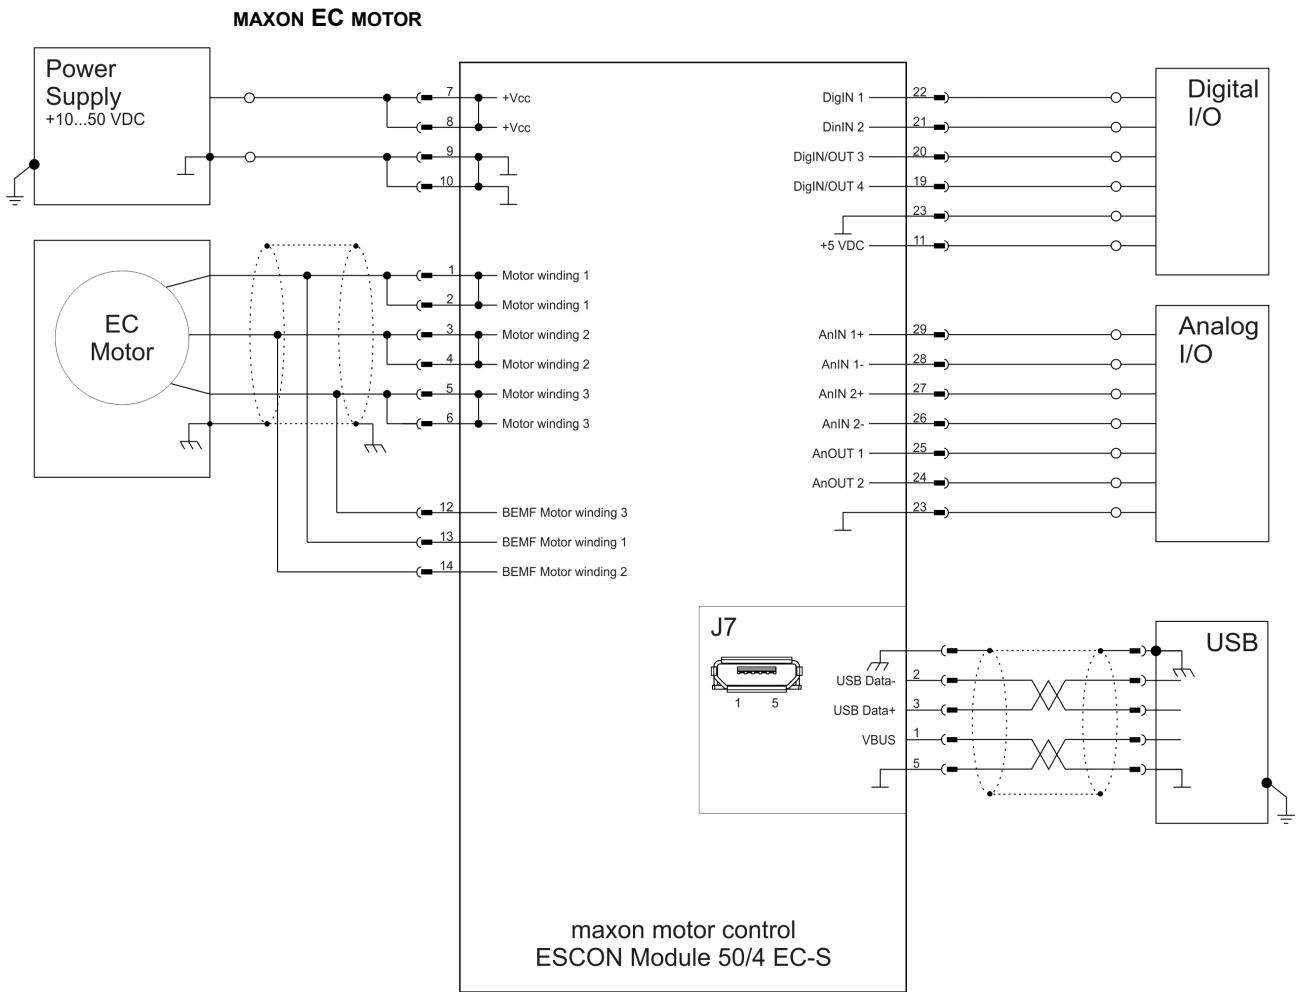 MAXON EC MOTOR
Power
Supply
+10...50 VDC
7 +Vcc
8 +Vcc
9
10
EC
Motor
1 Motor winding 1
2 Motor winding 1
3 Motor winding 2
4 Motor winding 2
5 Motor winding 3
6 Motor winding 3
12 BEMF Motor winding 3
13 BEMF Motor winding 1
14 BEMF Motor winding 2
DigIN 1 22
DinIN 2 21
DigIN/OUT 3 20
DigIN/OUT 4 19
23
+5 VDC 11
Digital
I/O
AnIN 1+ 29
AnIN 1- 28
AnIN 2+ 27
AnIN 2- 26
AnOUT 1 25
AnOUT 2 24
23
Analog
I/O
J7
1 5
USB Data- 2
USB Data+ 3
VBUS 1
5
USB
maxon motor control
ESCON Module 50/4 EC-S